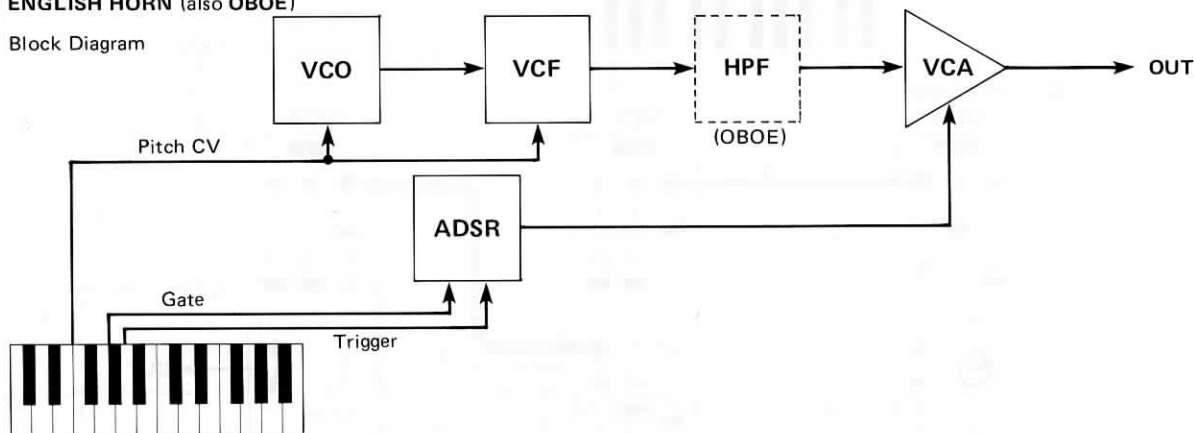 ENGLISH HORN (also OBOE)
Block Diagram
VCO
VCF
HPF
VCA
OUT
(OBOE)
Pitch CV
ADSR
Gate
Trigger